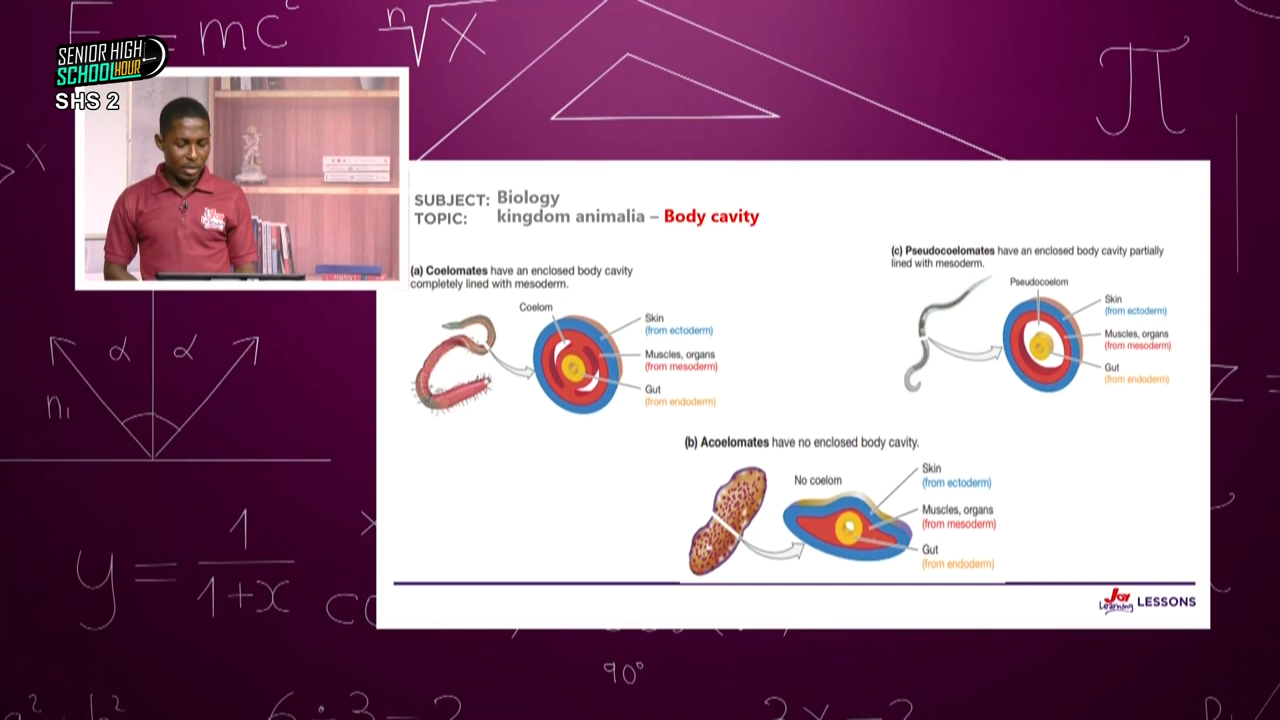 E = mc²
n√x
π
SENIOR HIGH
SCHOOL HOUR
SHS 2
x
SUBJECT: Biology
TOPIC: kingdom animalia – Body cavity
(a) Coelomates have an enclosed body cavity
completely lined with mesoderm.
Coelom
Skin
(from ectoderm)
Muscles, organs
(from mesoderm)
Gut
(from endoderm)
(c) Pseudocoelomates have an enclosed body cavity partially
lined with mesoderm.
Pseudocoelom
Skin
(from ectoderm)
Muscles, organs
(from mesoderm)
Gut
(from endoderm)
(b) Acoelomates have no enclosed body cavity.
No coelom
Skin
(from ectoderm)
Muscles, organs
(from mesoderm)
Gut
(from endoderm)
Joy
Learning LESSONS
α α
n₁
z =
y = 1/1+x
90°